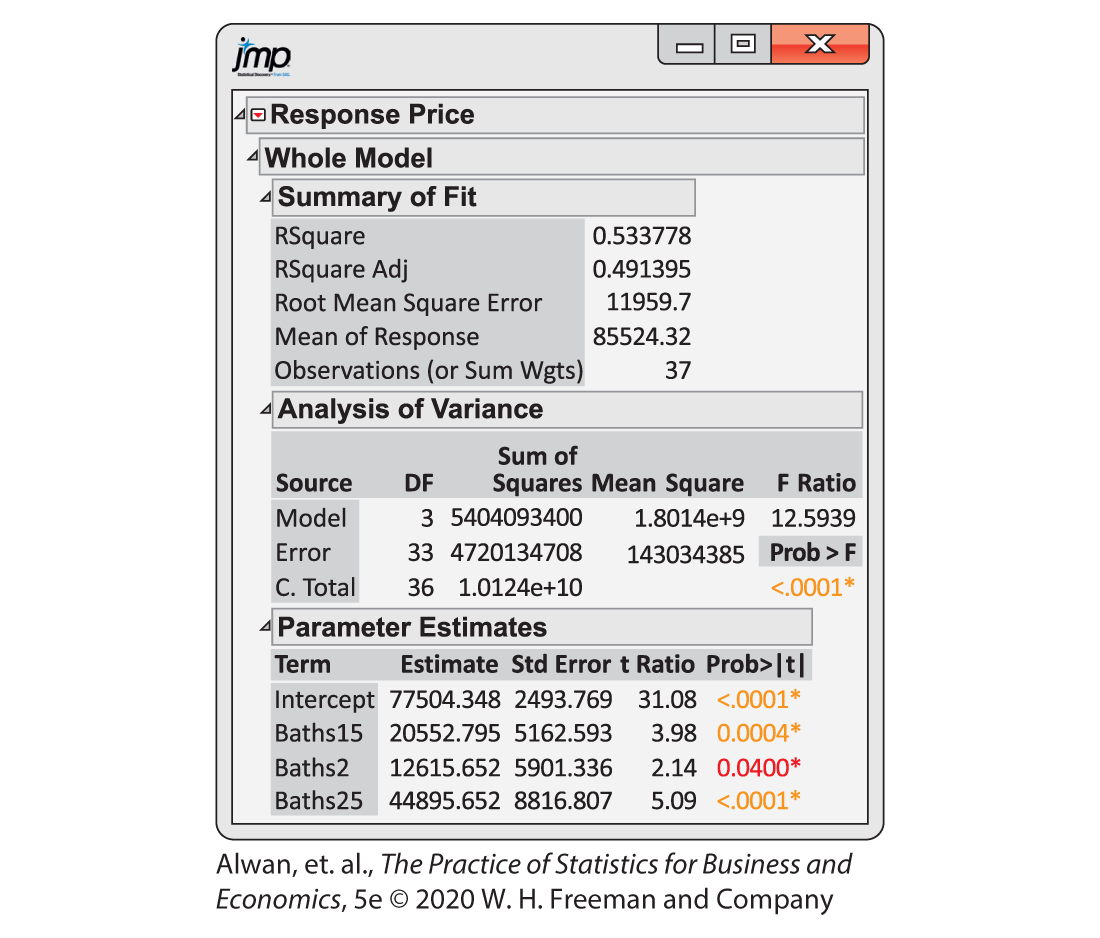 jmp
Statistical Discovery™ From SAS.
Response Price
Whole Model
Summary of Fit
RSquare 0.533778
RSquare Adj 0.491395
Root Mean Square Error 11959.7
Mean of Response 85524.32
Observations (or Sum Wgts) 37
Analysis of Variance
Sum of
Source DF Squares Mean Square F Ratio
Model 3 5404093400 1.8014e+9 12.5939
Error 33 4720134708 143034385 Prob > F
C. Total 36 1.0124e+10 <.0001*
Parameter Estimates
Term Estimate Std Error t Ratio Prob>|t|
Intercept 77504.348 2493.769 31.08 <.0001*
Baths15 20552.795 5162.593 3.98 0.0004*
Baths2 12615.652 5901.336 2.14 0.0400*
Baths25 44895.652 8816.807 5.09 <.0001*
Alwan, et. al., The Practice of Statistics for Business and
Economics, 5e © 2020 W. H. Freeman and Company